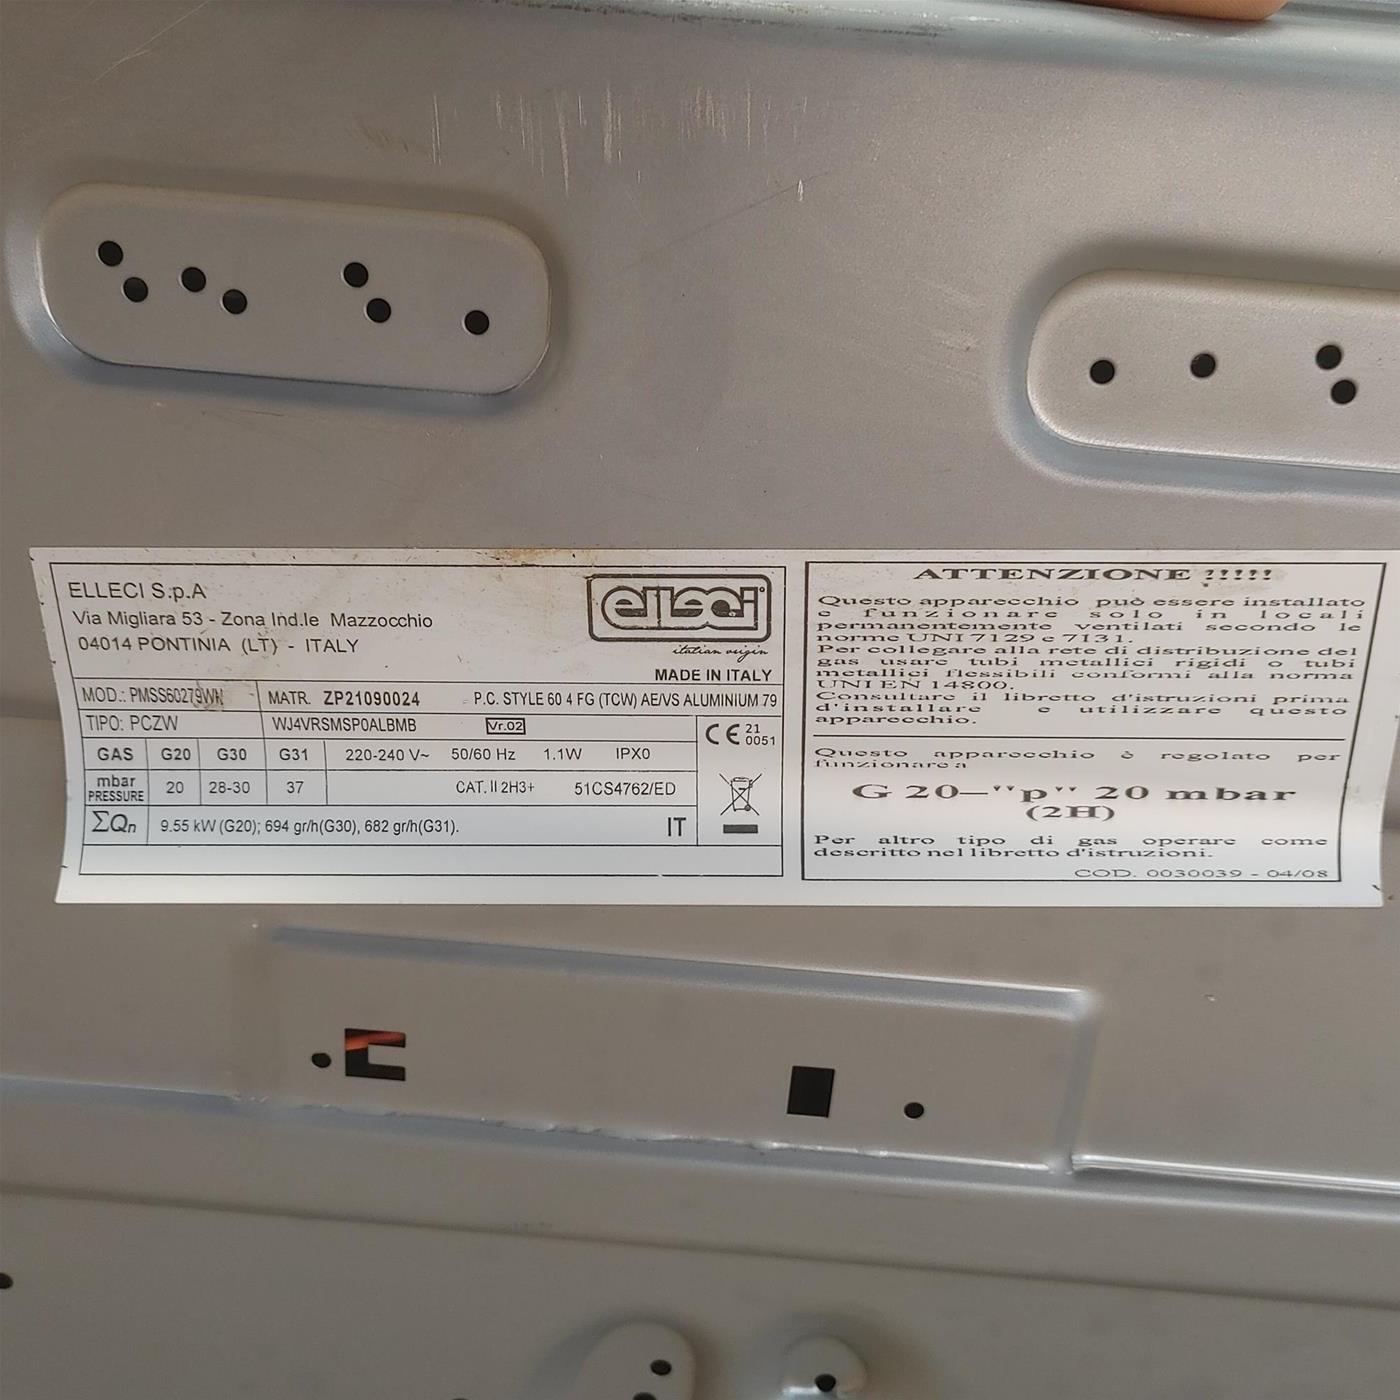 ELLECI S.p.A
Via Migliara 53 - Zona Ind.le Mazzocchio
04014 PONTINIA (LT) - ITALY
elleci
italian origin
MADE IN ITALY
MOD.: PMSS60279WN
MATR. ZP21090024
P.C. STYLE 60 4 FG (TCW) AE/VS ALUMINIUM 79
TIPO: PCZW
WJ4VRSMSP0ALBMB
Vr.02
CE 21 0051
GAS G20 G30 G31 220-240 V~ 50/60 Hz 1.1W IPX0
mbar PRESSURE 20 28-30 37 CAT. II 2H3+ 51CS4762/ED
ΣQn 9.55 kW (G20); 694 gr/h(G30), 682 gr/h(G31). IT
ATTENZIONE !!!!!
Questo apparecchio può essere installato
e funzionare solo in locali
permanentemente ventilati secondo le
norme UNI 7129 e 7131.
Per collegare alla rete di distribuzione del
gas usare tubi metallici rigidi o tubi
metallici flessibili conformi alla norma
UNI EN 14800.
Consultare il libretto d'istruzioni prima
d'installare e utilizzare questo
apparecchio.
Questo apparecchio è regolato per
funzionare a
G 20–"p" 20 mbar
(2H)
Per altro tipo di gas operare come
descritto nel libretto d'istruzioni.
COD. 0030039 - 04/08